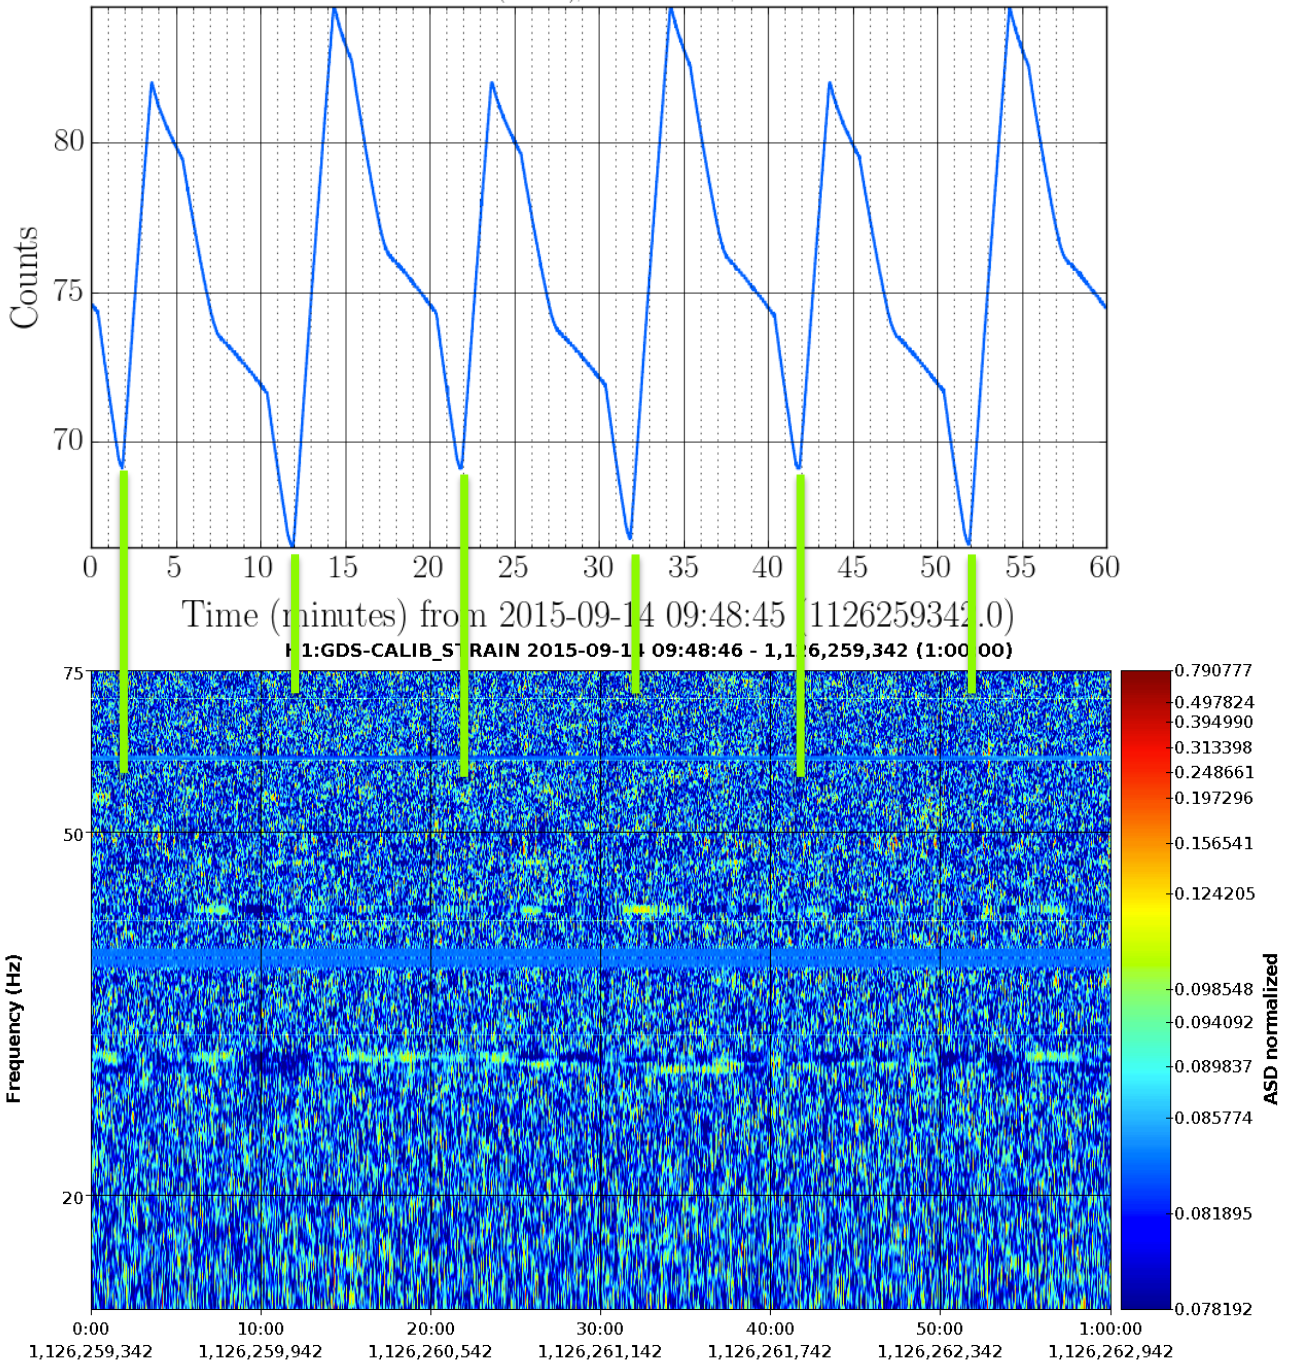 80
75
70
Counts
0 5 10 15 20 25 30 35 40 45 50 55 60
Time (minutes) from 2015-09-14 09:48:45 (1126259342.0)
H1:GDS-CALIB_STRAIN 2015-09-14 09:48:46 - 1,126,259,342 (1:00:00)
75
50
20
Frequency (Hz)
0.790777
0.497824
0.394990
0.313398
0.248661
0.197296
0.156541
0.124205
0.098548
0.094092
0.089837
0.085774
0.081895
0.078192
ASD normalized
0:00 10:00 20:00 30:00 40:00 50:00 1:00:00
1,126,259,342 1,126,259,942 1,126,260,542 1,126,261,142 1,126,261,742 1,126,262,342 1,126,262,942